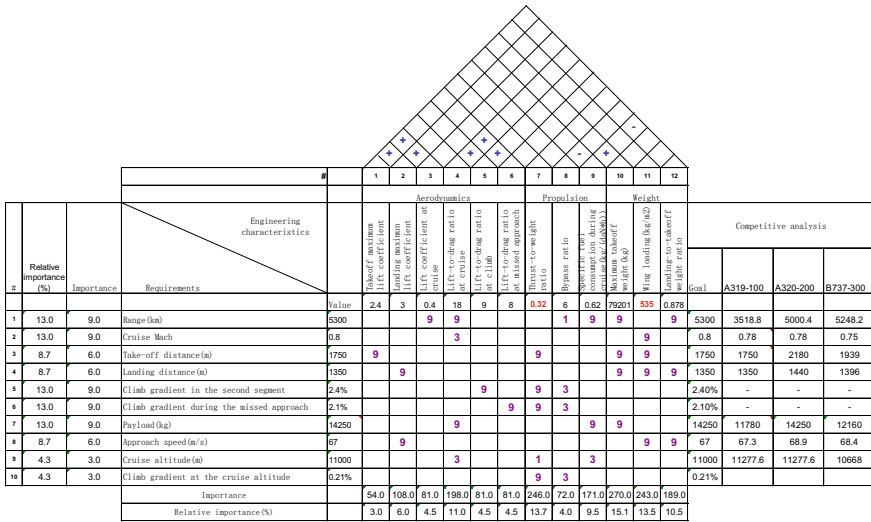 +
-
+ + + + - +
# 1 2 3 4 5 6 7 8 9 10 11 12
Aerodynamics Propulsion Weight
Engineering characteristics
Takeoff maximum lift coefficient
Landing maximum lift coefficient
Lift coefficient at cruise
Lift-to-drag ratio at cruise
Lift-to-drag ratio at climb
Lift-to-drag ratio at missed approach
Thrust-to-weight ratio
Bypass ratio
Specific fuel consumption during cruise(kg/(daN*h))
Maximum takeoff weight(kg)
Wing loading(kg/m2)
Landing-to-takeoff weight ratio
Competitive analysis
# Relative importance (%) Importance Requirements Goal A319-100 A320-200 B737-300
Value 2.4 3 0.4 18 9 8 0.32 6 0.62 79201 535 0.878
1 13.0 9.0 Range(km) 5300 9 9 1 9 9 9 5300 3518.8 5000.4 5248.2
2 13.0 9.0 Cruise Mach 0.8 3 9 0.8 0.78 0.78 0.75
3 8.7 6.0 Take-off distance(m) 1750 9 9 9 9 1750 1750 2180 1939
4 8.7 6.0 Landing distance(m) 1350 9 9 9 9 1350 1350 1440 1396
5 13.0 9.0 Climb gradient in the second segment 2.4% 5 9 3 2.40% - - -
6 13.0 9.0 Climb gradient during the missed approach 2.1% 9 9 3 2.10% - - -
7 13.0 9.0 Payload(kg) 14250 9 9 9 14250 11780 14250 12160
8 8.7 6.0 Approach speed(m/s) 67 9 9 9 67 67.3 68.9 68.4
9 4.3 3.0 Cruise altitude(m) 11000 3 1 3 11000 11277.6 11277.6 10668
10 4.3 3.0 Climb gradient at the cruise altitude 0.21% 9 3 0.21%
Importance 54.0 108.0 81.0 198.0 81.0 81.0 246.0 72.0 171.0 270.0 243.0 189.0
Relative importance(%) 3.0 6.0 4.5 11.0 4.5 4.5 13.7 4.0 9.5 15.1 13.5 10.5